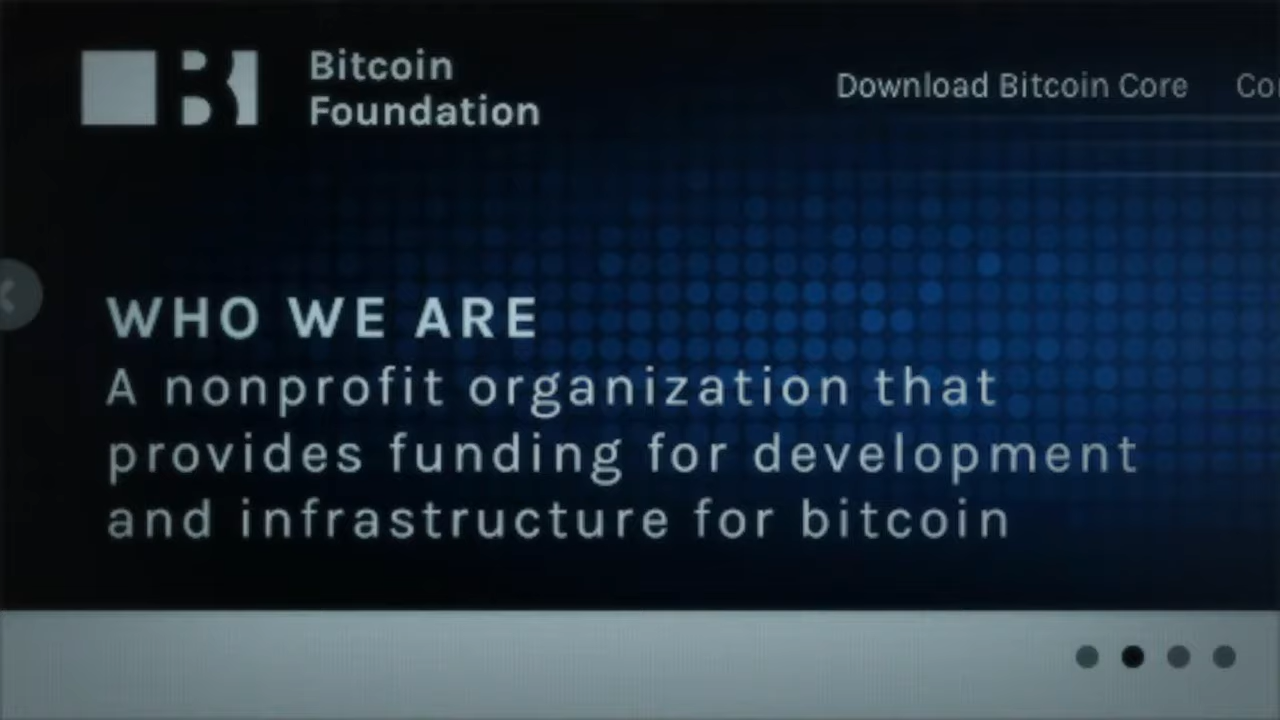 Bitcoin
Foundation
Download Bitcoin Core
WHO WE ARE
A nonprofit organization that
provides funding for development
and infrastructure for bitcoin